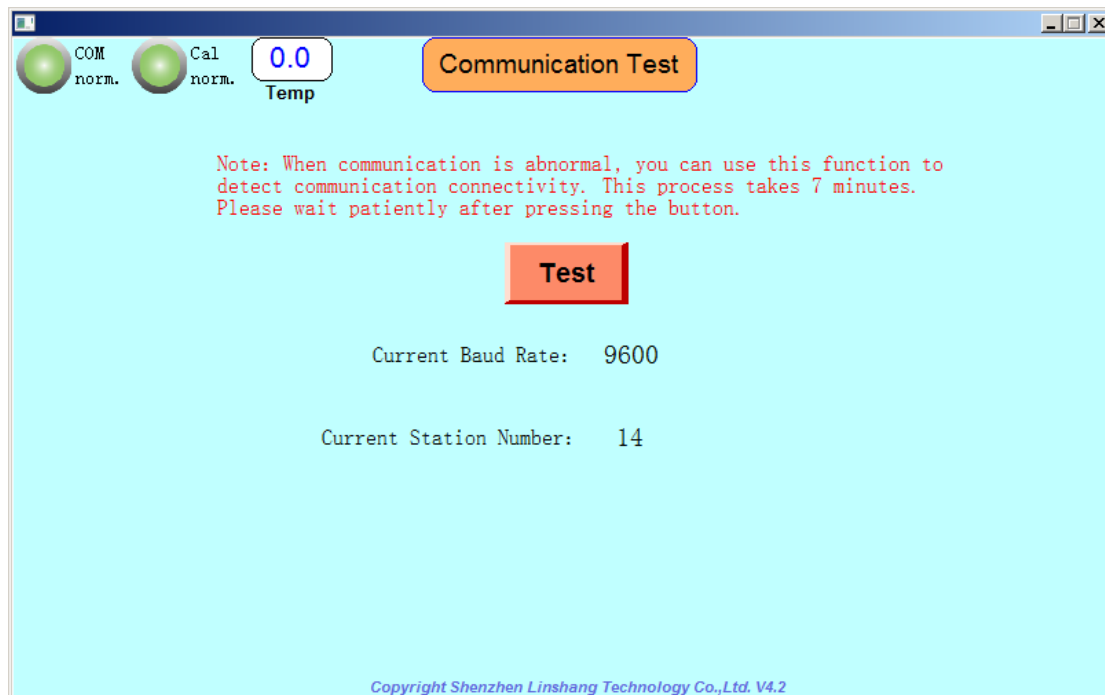 COM norm.
Cal norm.
0.0
Temp
Communication Test
Note: When communication is abnormal, you can use this function to
detect communication connectivity. This process takes 7 minutes.
Please wait patiently after pressing the button.
Test
Current Baud Rate: 9600
Current Station Number: 14
Copyright Shenzhen Linshang Technology Co.,Ltd. V4.2